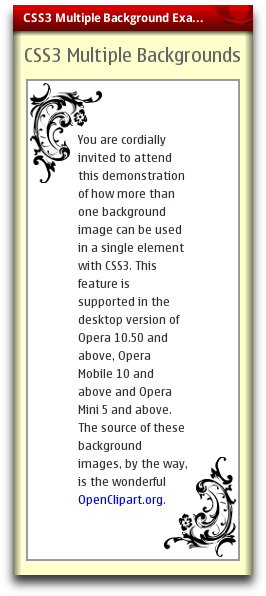 CSS3 Multiple Background Exa...
CSS3 Multiple Backgrounds
You are cordially
invited to attend
this demonstration
of how more than
one background
image can be used
in a single element
with CSS3. This
feature is
supported in the
desktop version of
Opera 10.50 and
above, Opera
Mobile 10 and
above and Opera
Mini 5 and above.
The source of these
background
images, by the way,
is the wonderful
OpenClipart.org.